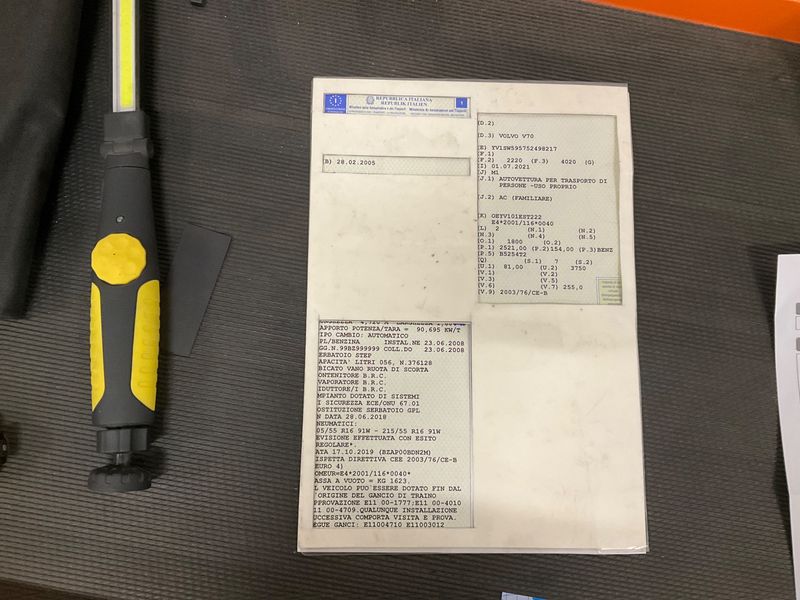 REPUBBLICA ITALIANA
REPUBLIK ITALIEN
I
1
B) 28.02.2005
(D.2)
(D.3) VOLVO V70
(E) YV1SW595752498217
(F.1)
(F.2) 2220 (F.3) 4020 (G)
(I) 01.07.2021
(J) M1
(J.1) AUTOVETTURA PER TRASPORTO DI
PERSONE -USO PROPRIO
(J.2) AC (FAMILIARE)
(K) OEYV101EST222
E4*2001/116*0040
(L) 2 (N.1) (N.2)
(N.3) (N.4) (N.5)
(O.1) 1800 (O.2)
(P.1) 2521,00 (P.2)154,00 (P.3)BENZ
(P.5) B5254T2
(Q) (S.1) 7 (S.2)
(U.1) 81,00 (U.2) 3750
(V.1) (V.2)
(V.3) (V.5)
(V.6) (V.7) 255,0
(V.9) 2003/76/CE-B
APPORTO POTENZA/TARA = 90,695 KW/T
IPO CAMBIO: AUTOMATICO
PL/BENZINA INSTAL.NE 23.06.2008
GG.N.99BZ999999 COLL.DO 23.06.2008
ERBATOIO STEP
APACITA' LITRI 056, N.376128
BICATO VANO RUOTA DI SCORTA
ONTENITORE B.R.C.
VAPORATORE B.R.C.
IDUTTORE/I B.R.C.
MPIANTO DOTATO DI SISTEMI
I SICUREZZA ECE/ONU 67.01
OSTITUZIONE SERBATOIO GPL
N DATA 28.06.2018
NEUMATICI:
05/55 R16 91W - 215/55 R16 91W
EVISIONE EFFETTUATA CON ESITO
REGOLARE*.
ATA 17.10.2019 (BZAP00BDN2M)
ISPETTA DIRETTIVA CEE 2003/76/CE-B
EURO 4)
OMEUR=E4*2001/116*0040*
ASSA A VUOTO = KG 1623.
L VEICOLO PUO'ESSERE DOTATO FIN DAL
'ORIGINE DEL GANCIO DI TRAINO
PPROVAZIONE E11 00-1777;E11 00-4010
11 00-4709.QUALUNQUE INSTALLAZIONE
UCCESSIVA COMPORTA VISITA E PROVA.
EGUE GANCI: E11004710 E11003012